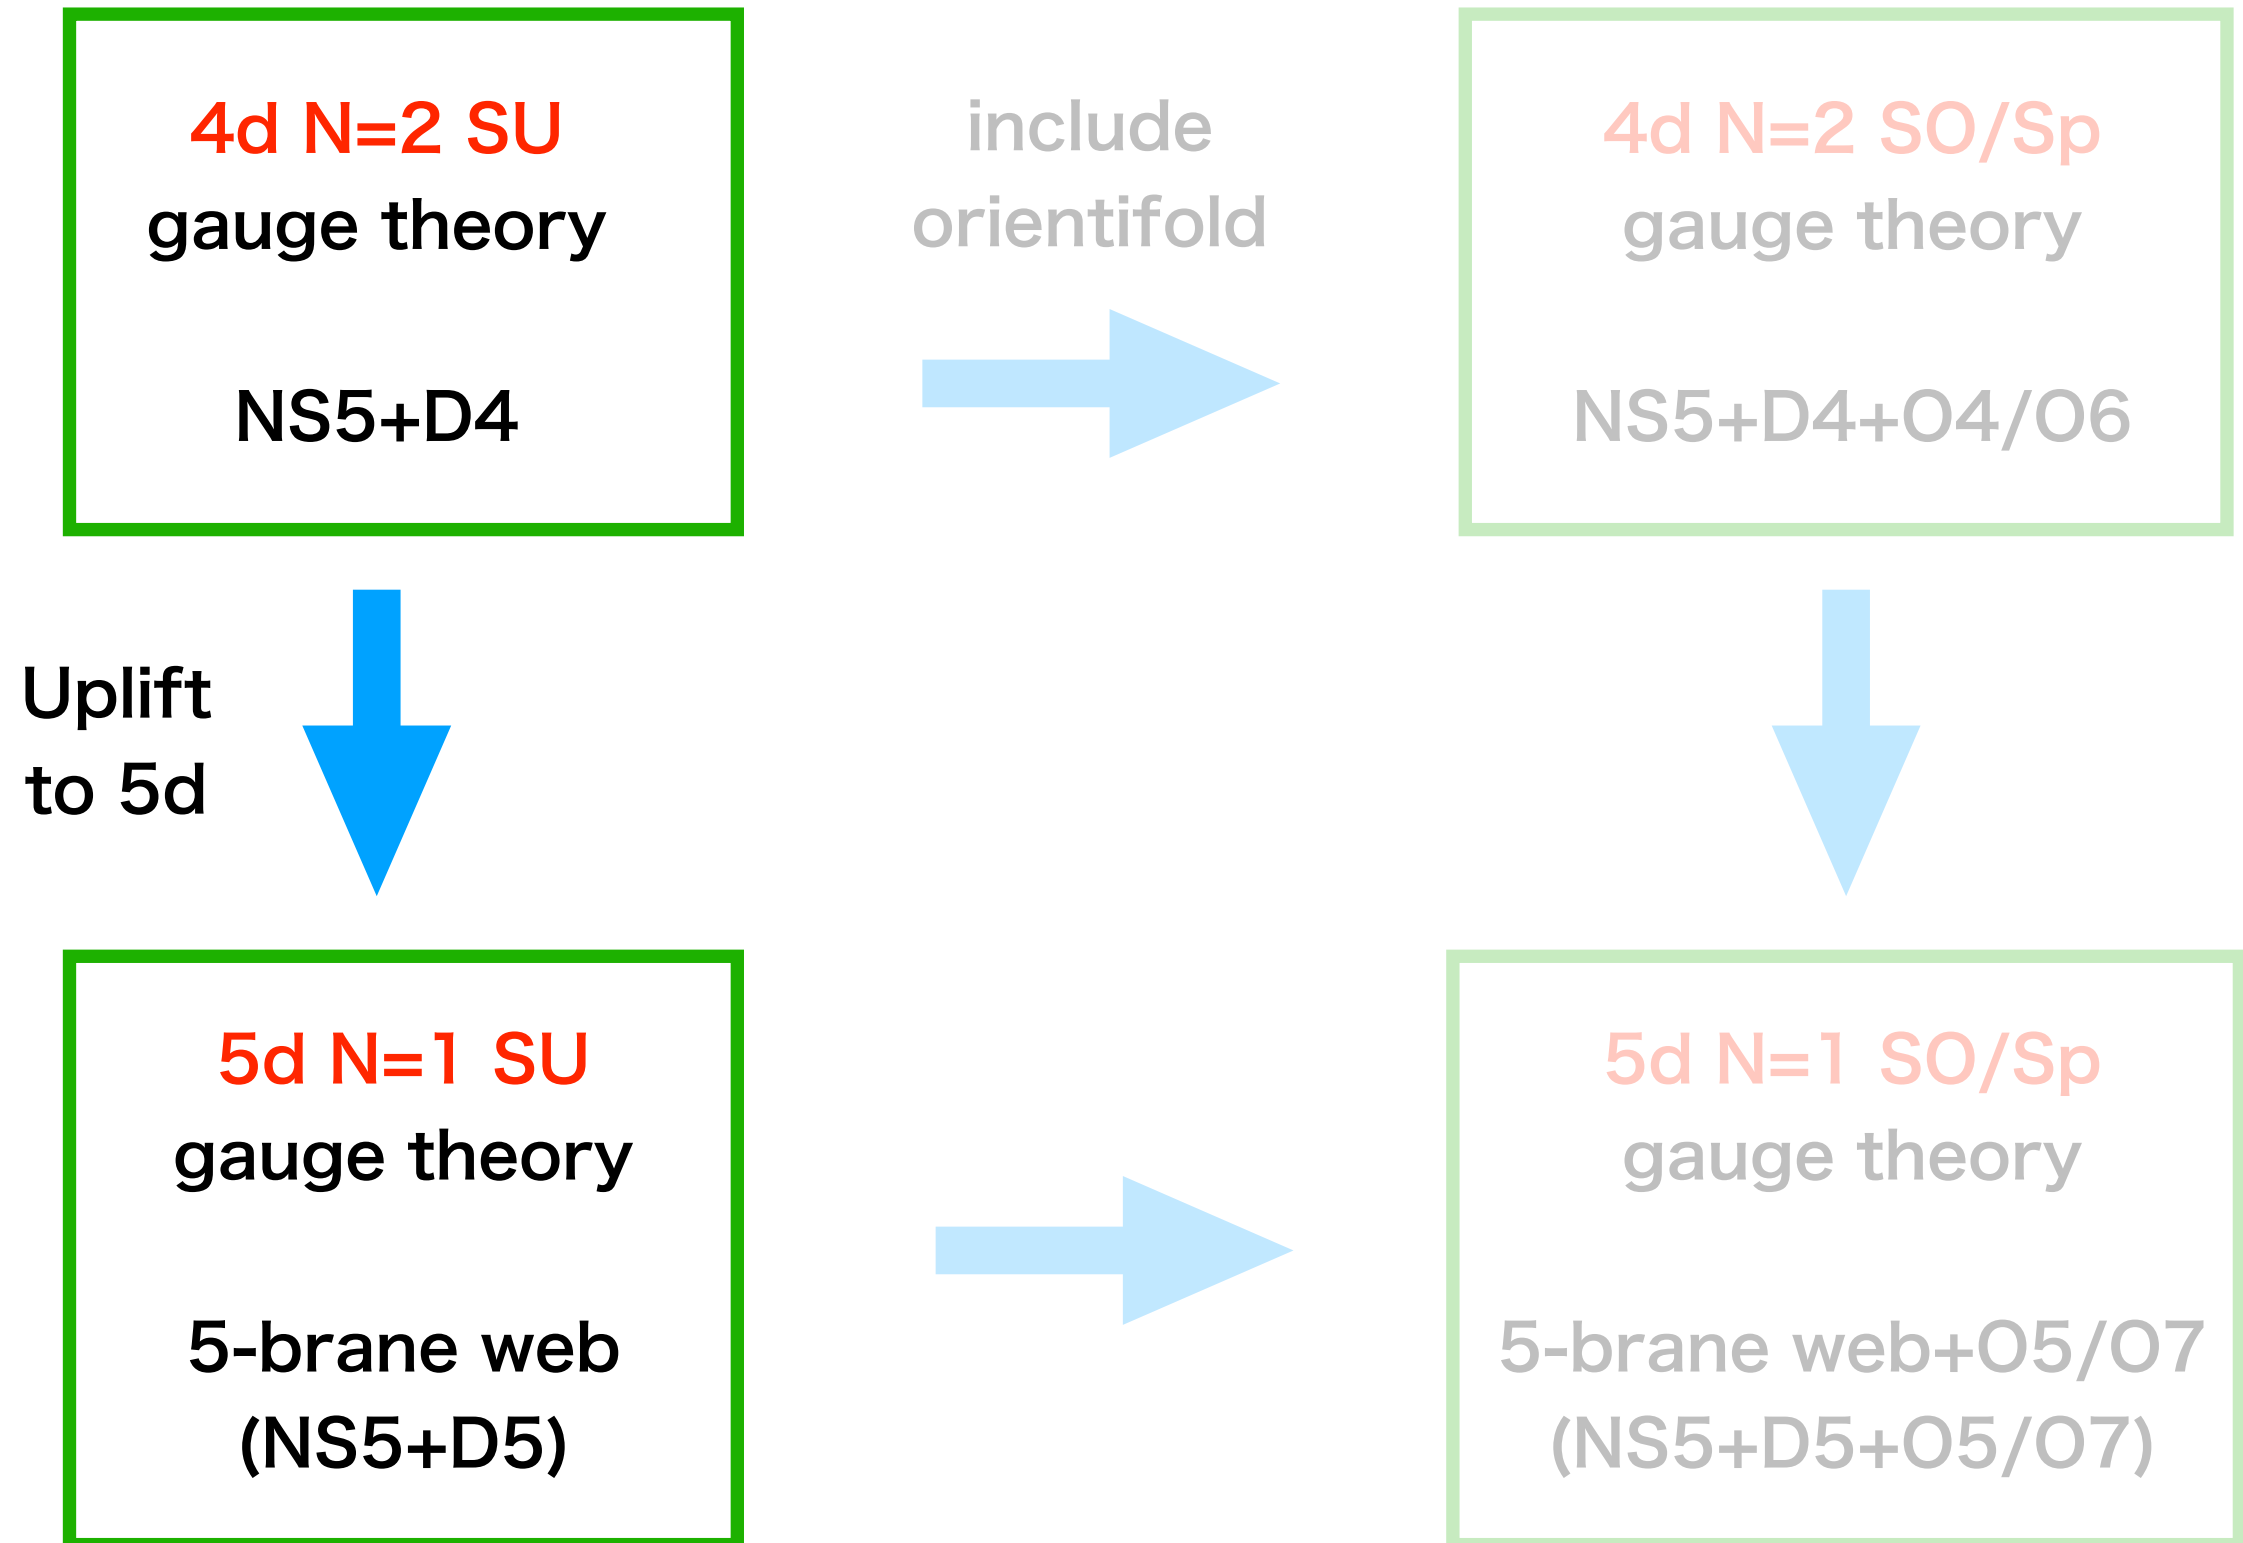 4d N=2 SU
gauge theory
NS5+D4
include
orientifold
4d N=2 SO/Sp
gauge theory
NS5+D4+O4/O6
Uplift
to 5d
5d N=1 SU
gauge theory
5-brane web
(NS5+D5)
5d N=1 SO/Sp
gauge theory
5-brane web+O5/O7
(NS5+D5+O5/O7)